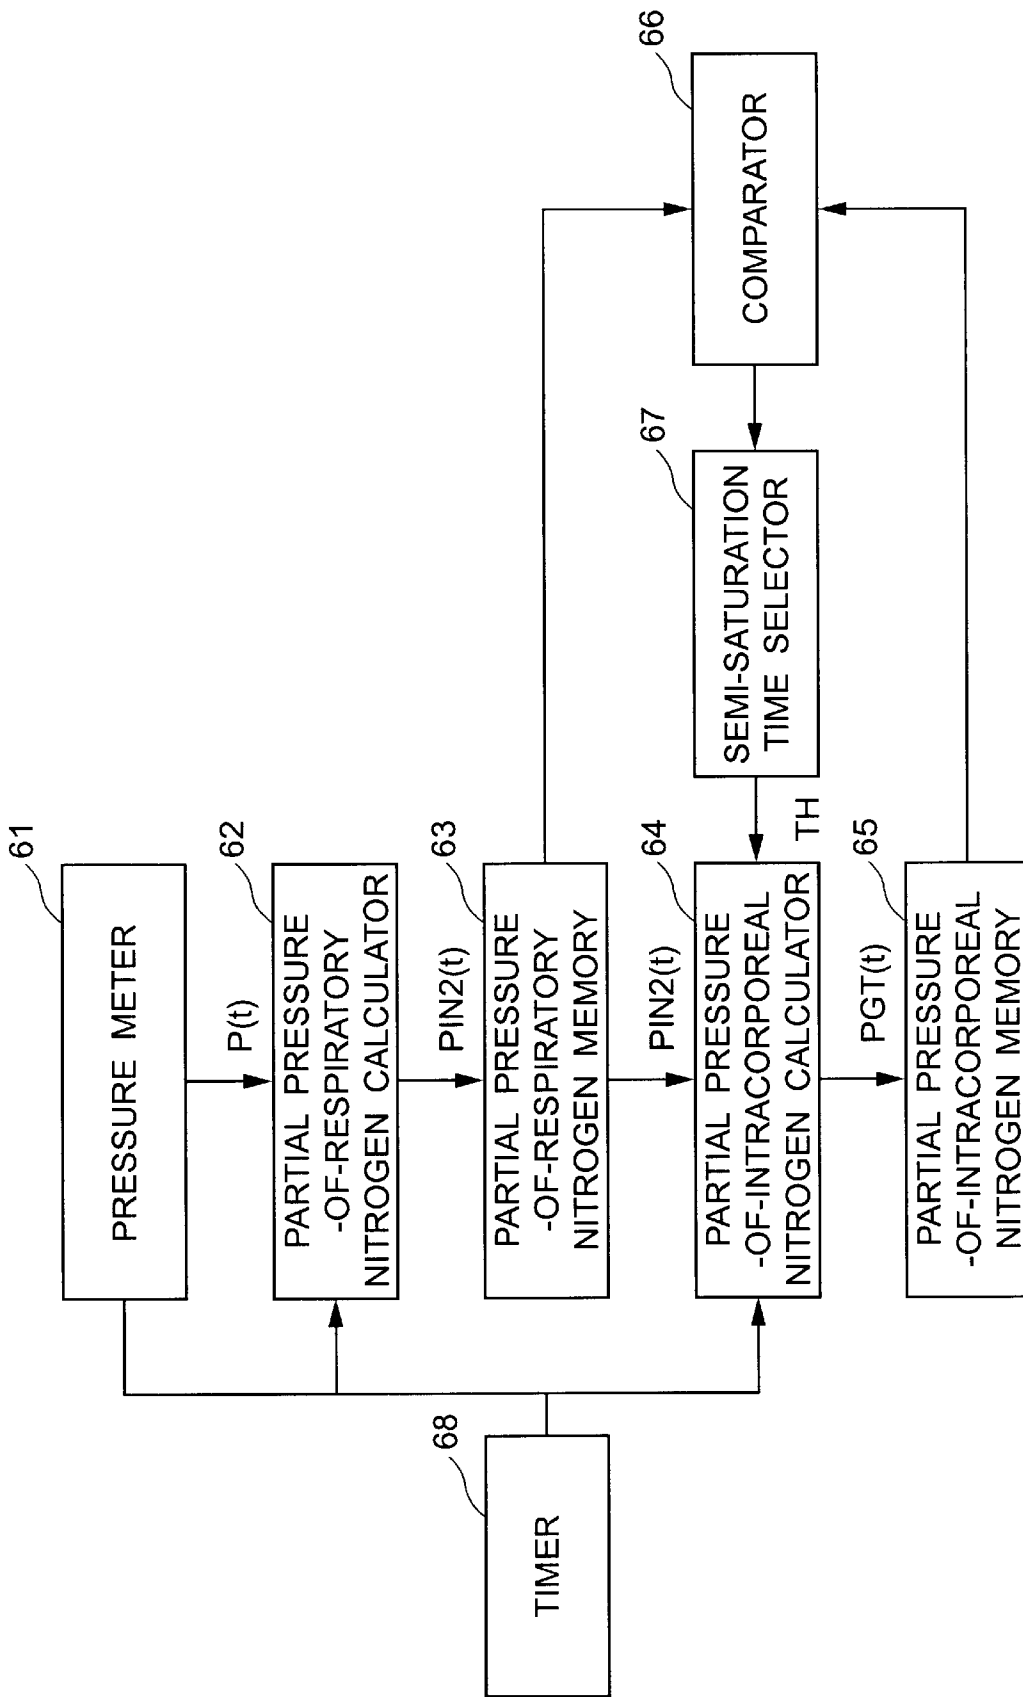 61
PRESSURE METER
P(t)
62
PARTIAL PRESSURE
-OF-RESPIRATORY
NITROGEN CALCULATOR
PIN2(t)
63
PARTIAL PRESSURE
-OF-RESPIRATORY
NITROGEN MEMORY
PIN2(t)
64
PARTIAL PRESSURE
-OF-INTRACORPOREAL
NITROGEN CALCULATOR
PGT(t)
65
PARTIAL PRESSURE
-OF-INTRACORPOREAL
NITROGEN MEMORY
68
TIMER
67
SEMI-SATURATION
TIME SELECTOR
TH
66
COMPARATOR